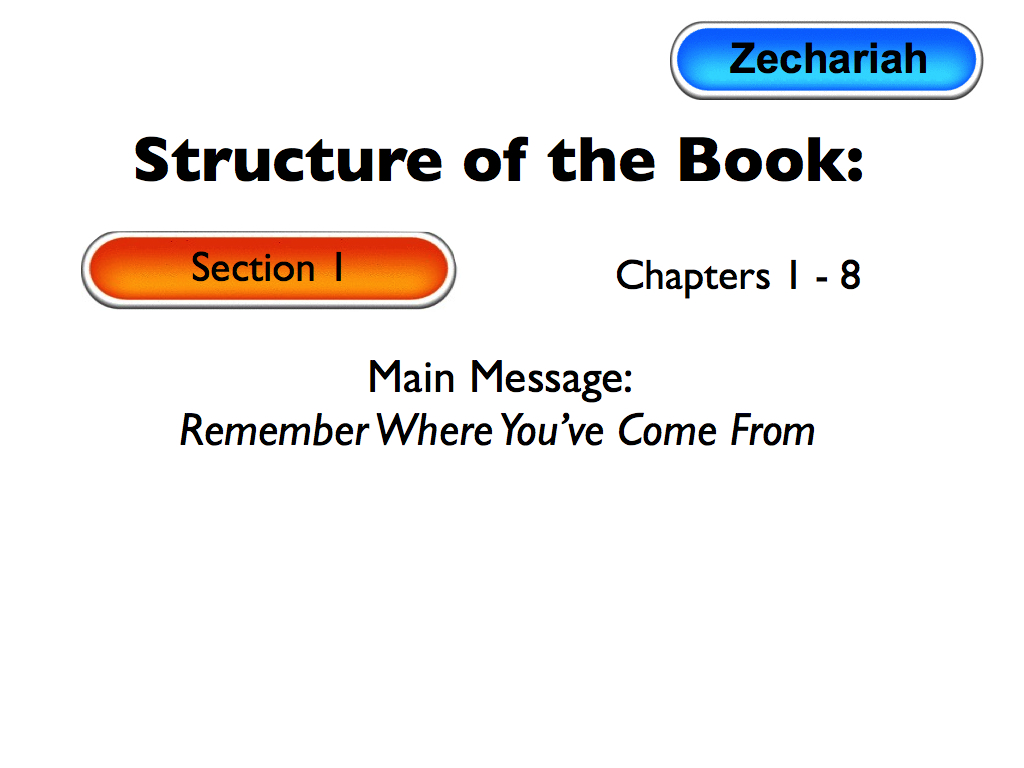 Zechariah
Structure of the Book:
Section 1
Chapters 1 - 8
Main Message:
Remember Where You’ve Come From